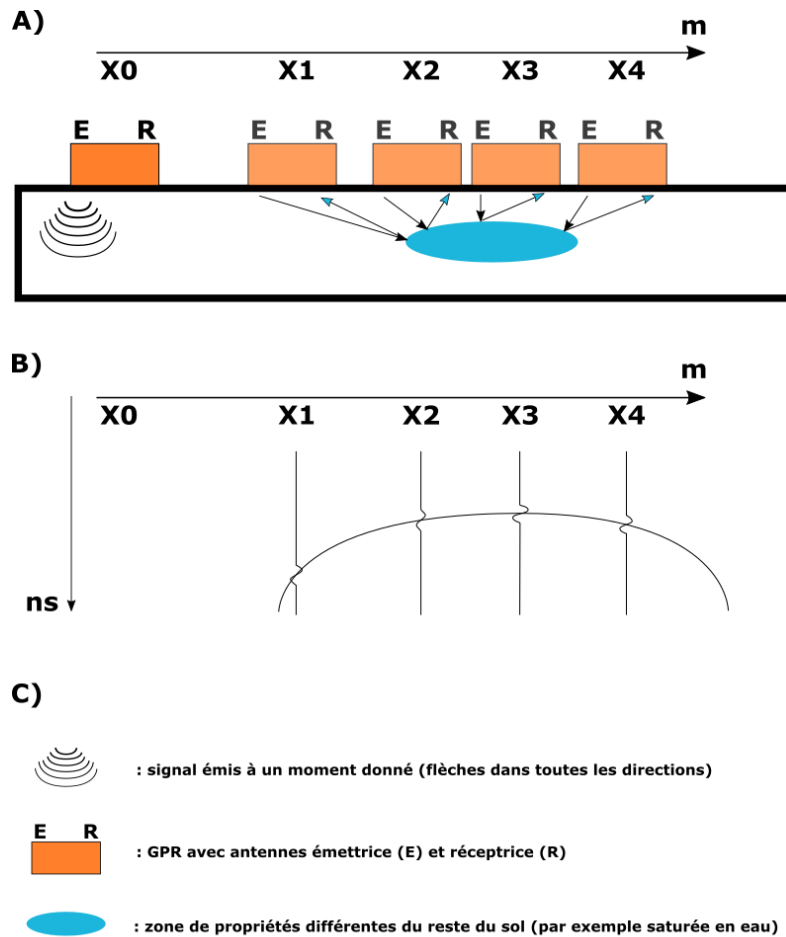 A)
m
X0 X1 X2 X3 X4
E R E R E R E R E R
B)
m
X0 X1 X2 X3 X4
ns
C)
: signal émis à un moment donné (flèches dans toutes les directions)
E R
: GPR avec antennes émettrice (E) et réceptrice (R)
: zone de propriétés différentes du reste du sol (par exemple saturée en eau)